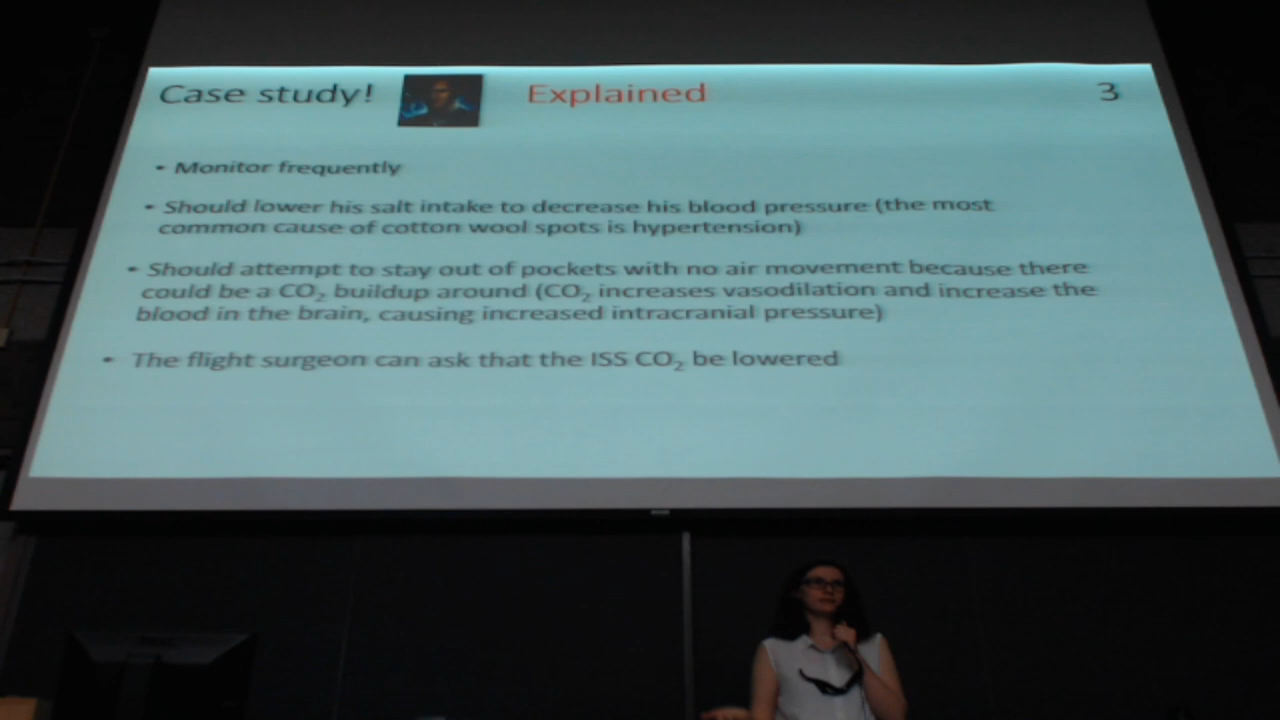 Case study! Explained 3
• Monitor frequently
• Should lower his salt intake to decrease his blood pressure (the most
common cause of cotton wool spots is hypertension)
• Should attempt to stay out of pockets with no air movement because there
could be a CO₂ buildup around (CO₂ increases vasodilation and increase the
blood in the brain, causing increased intracranial pressure)
• The flight surgeon can ask that the ISS CO₂ be lowered